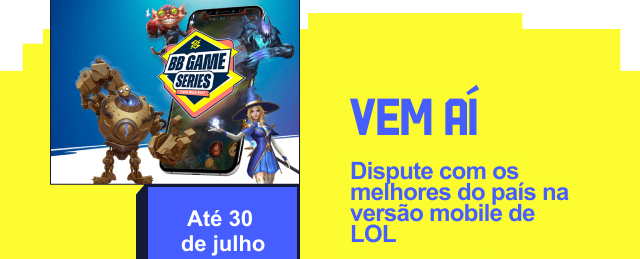 BB GAME
SERIES
VEM AÍ
Dispute com os
melhores do país na
versão mobile de
LOL
Até 30
de julho